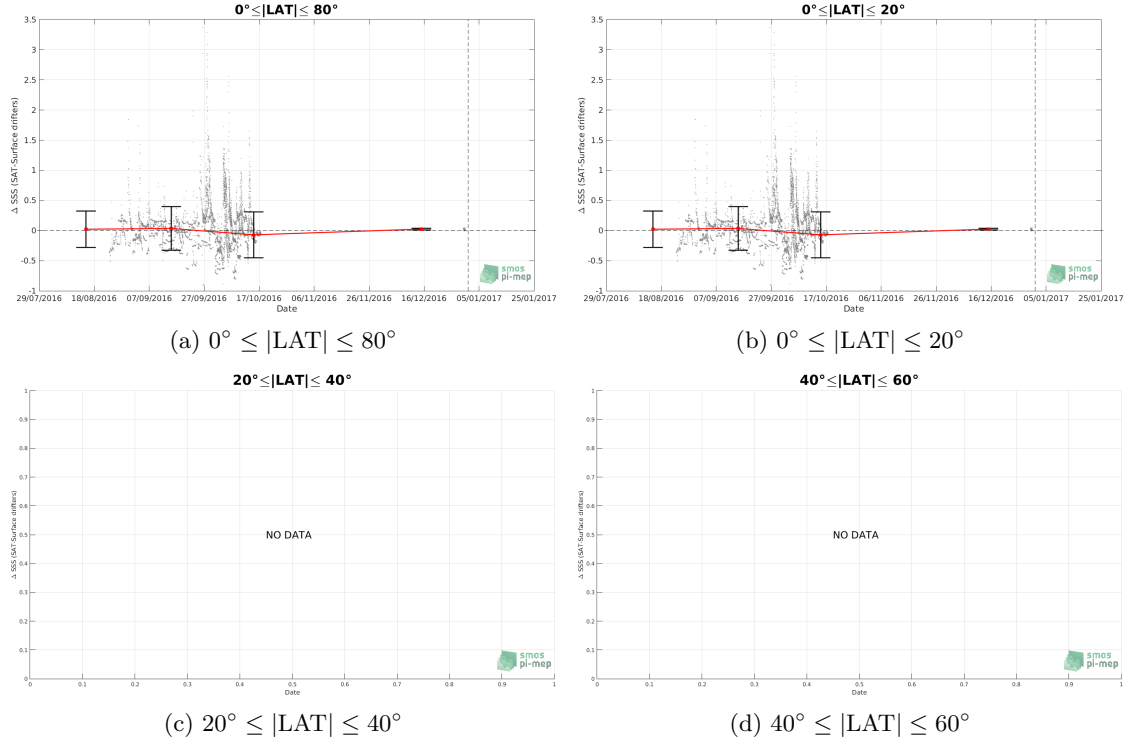 0°≤|LAT|≤ 80°
3.5
3
2.5
2
1.5
1
0.5
0
-0.5
-1
Δ SSS (SAT-Surface drifters)
29/07/2016 18/08/2016 07/09/2016 27/09/2016 17/10/2016 06/11/2016 26/11/2016 16/12/2016 05/01/2017 25/01/2017
Date
smos
pi-mep
(a) 0° ≤ |LAT| ≤ 80°
0°≤|LAT|≤ 20°
3.5
3
2.5
2
1.5
1
0.5
0
-0.5
-1
Δ SSS (SAT-Surface drifters)
29/07/2016 18/08/2016 07/09/2016 27/09/2016 17/10/2016 06/11/2016 26/11/2016 16/12/2016 05/01/2017 25/01/2017
Date
smos
pi-mep
(b) 0° ≤ |LAT| ≤ 20°
20°≤|LAT|≤ 40°
1
0.9
0.8
0.7
0.6
0.5
0.4
0.3
0.2
0.1
0
Δ SSS (SAT-Surface drifters)
NO DATA
0 0.1 0.2 0.3 0.4 0.5 0.6 0.7 0.8 0.9 1
Date
smos
pi-mep
(c) 20° ≤ |LAT| ≤ 40°
40°≤|LAT|≤ 60°
1
0.9
0.8
0.7
0.6
0.5
0.4
0.3
0.2
0.1
0
Δ SSS (SAT-Surface drifters)
NO DATA
0 0.1 0.2 0.3 0.4 0.5 0.6 0.7 0.8 0.9 1
Date
smos
pi-mep
(d) 40° ≤ |LAT| ≤ 60°